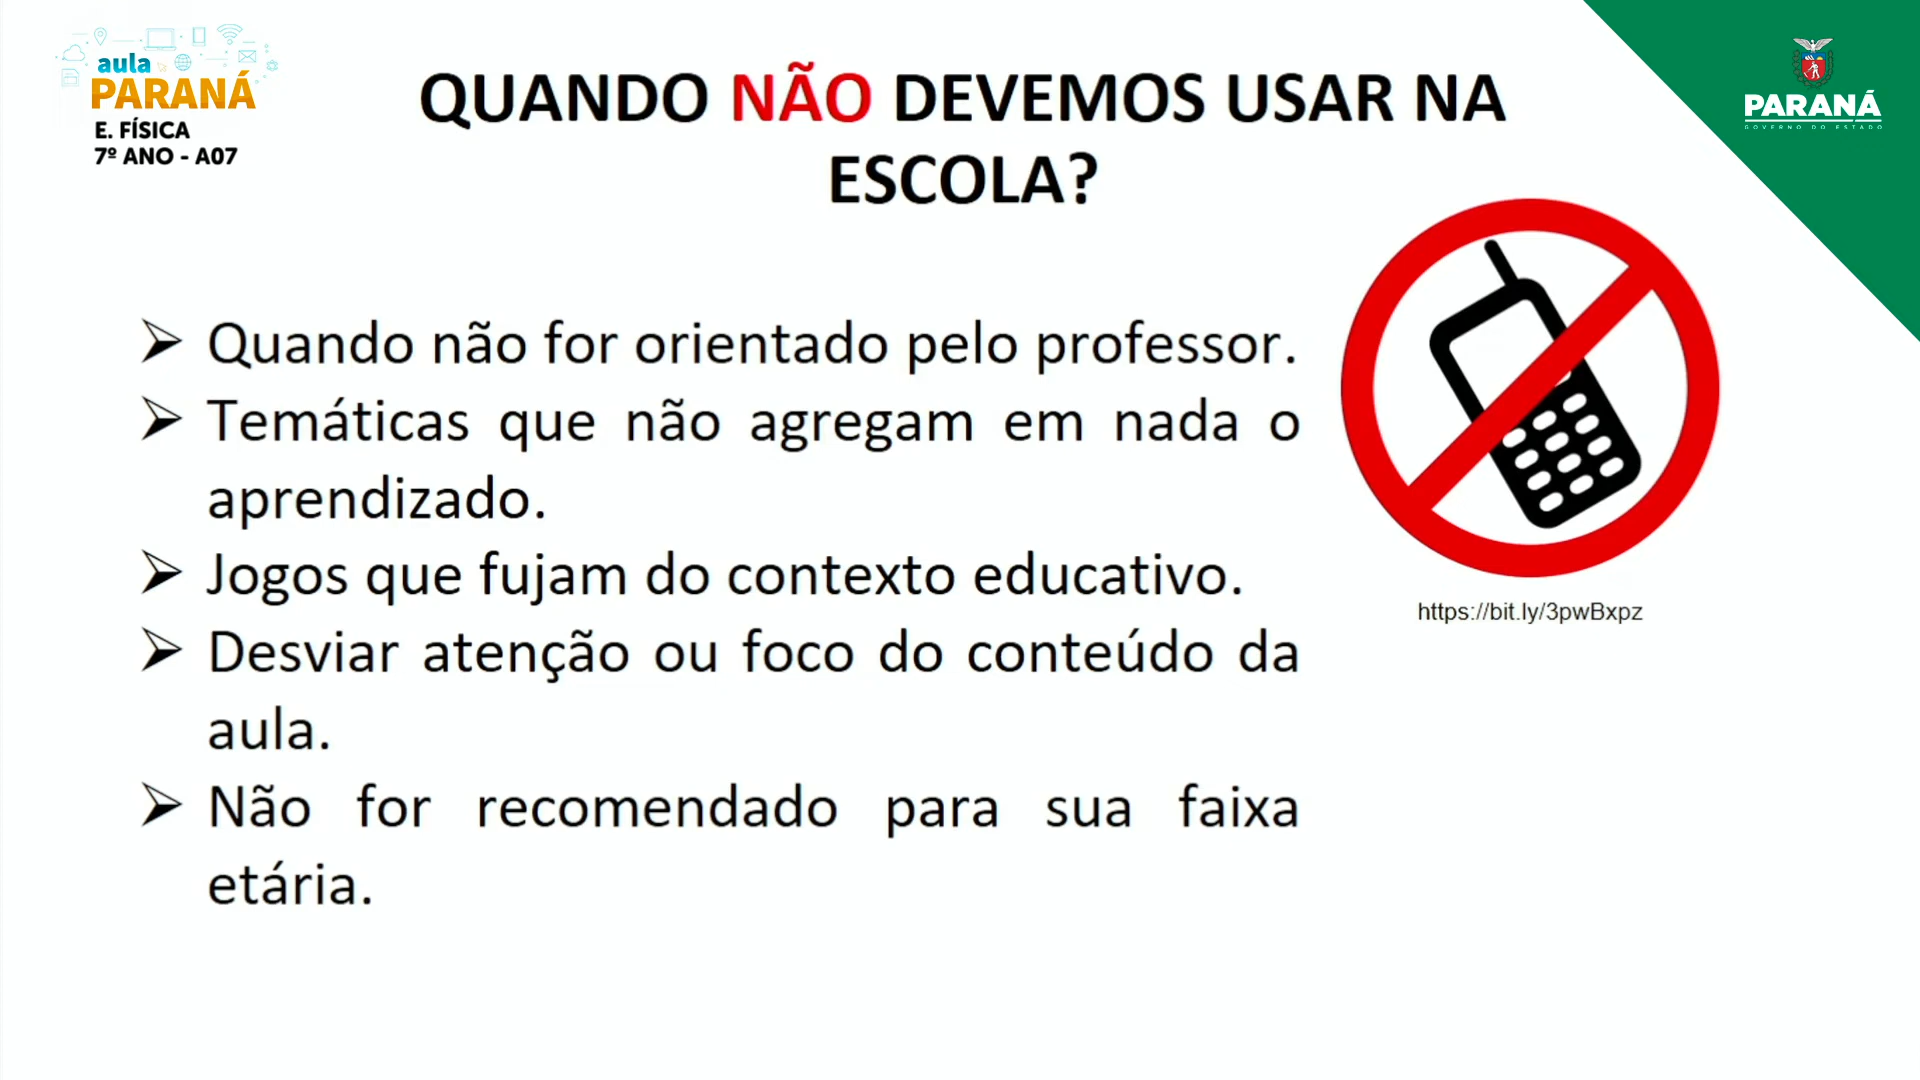 aula
PARANÁ
E. FÍSICA
7º ANO - A07
QUANDO NÃO DEVEMOS USAR NA
ESCOLA?
PARANÁ
GOVERNO DO ESTADO
➢ Quando não for orientado pelo professor.
➢ Temáticas que não agregam em nada o
aprendizado.
➢ Jogos que fujam do contexto educativo.
➢ Desviar atenção ou foco do conteúdo da
aula.
➢ Não for recomendado para sua faixa
etária.
https://bit.ly/3pwBxpz